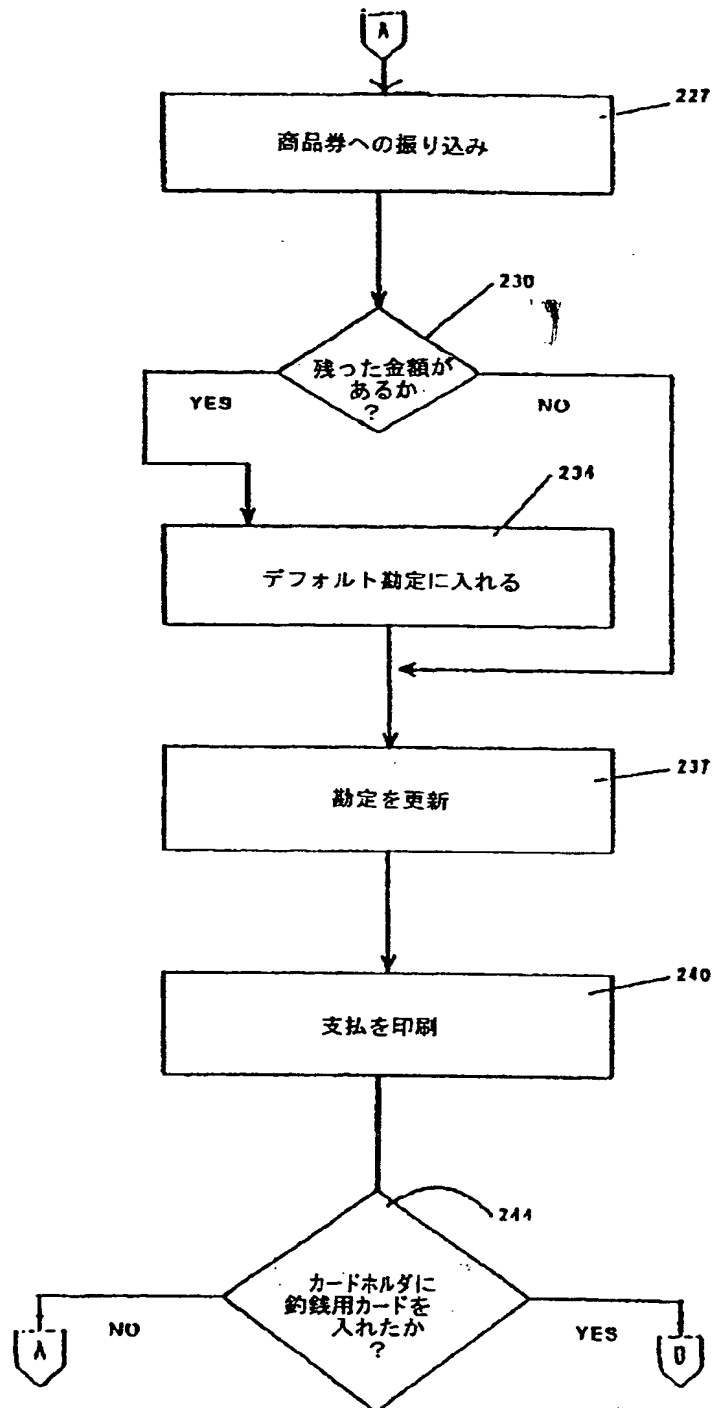 A
227
商品券への振り込み
230
残った金額が
あるか
?
YES
NO
234
デフォルト勘定に入れる
237
勘定を更新
240
支払を印刷
244
カードホルダに
釣銭用カードを
入れたか
?
NO
YES
A